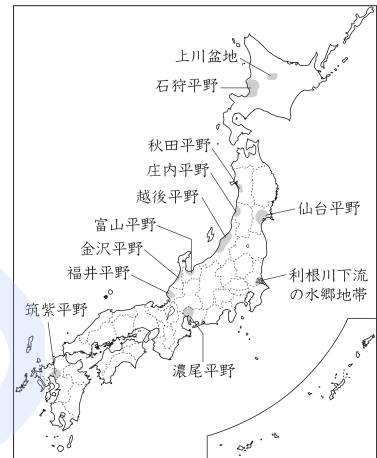 上川盆地
石狩平野
秋田平野
庄内平野
越後平野
仙台平野
富山平野
金沢平野
福井平野
利根川下流
の水郷地帯
筑紫平野
濃尾平野